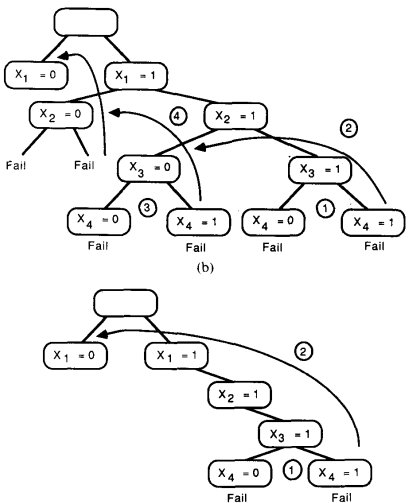 X1 = 0 X1 = 1
X2 = 0 ④ X2 = 1 ②
Fail Fail X3 = 0 X3 = 1
X4 = 0 ③ X4 = 1 X4 = 0 ① X4 = 1
Fail Fail Fail Fail
(b)
X1 = 0 X1 = 1 ②
X2 = 1
X3 = 1
X4 = 0 ① X4 = 1
Fail Fail